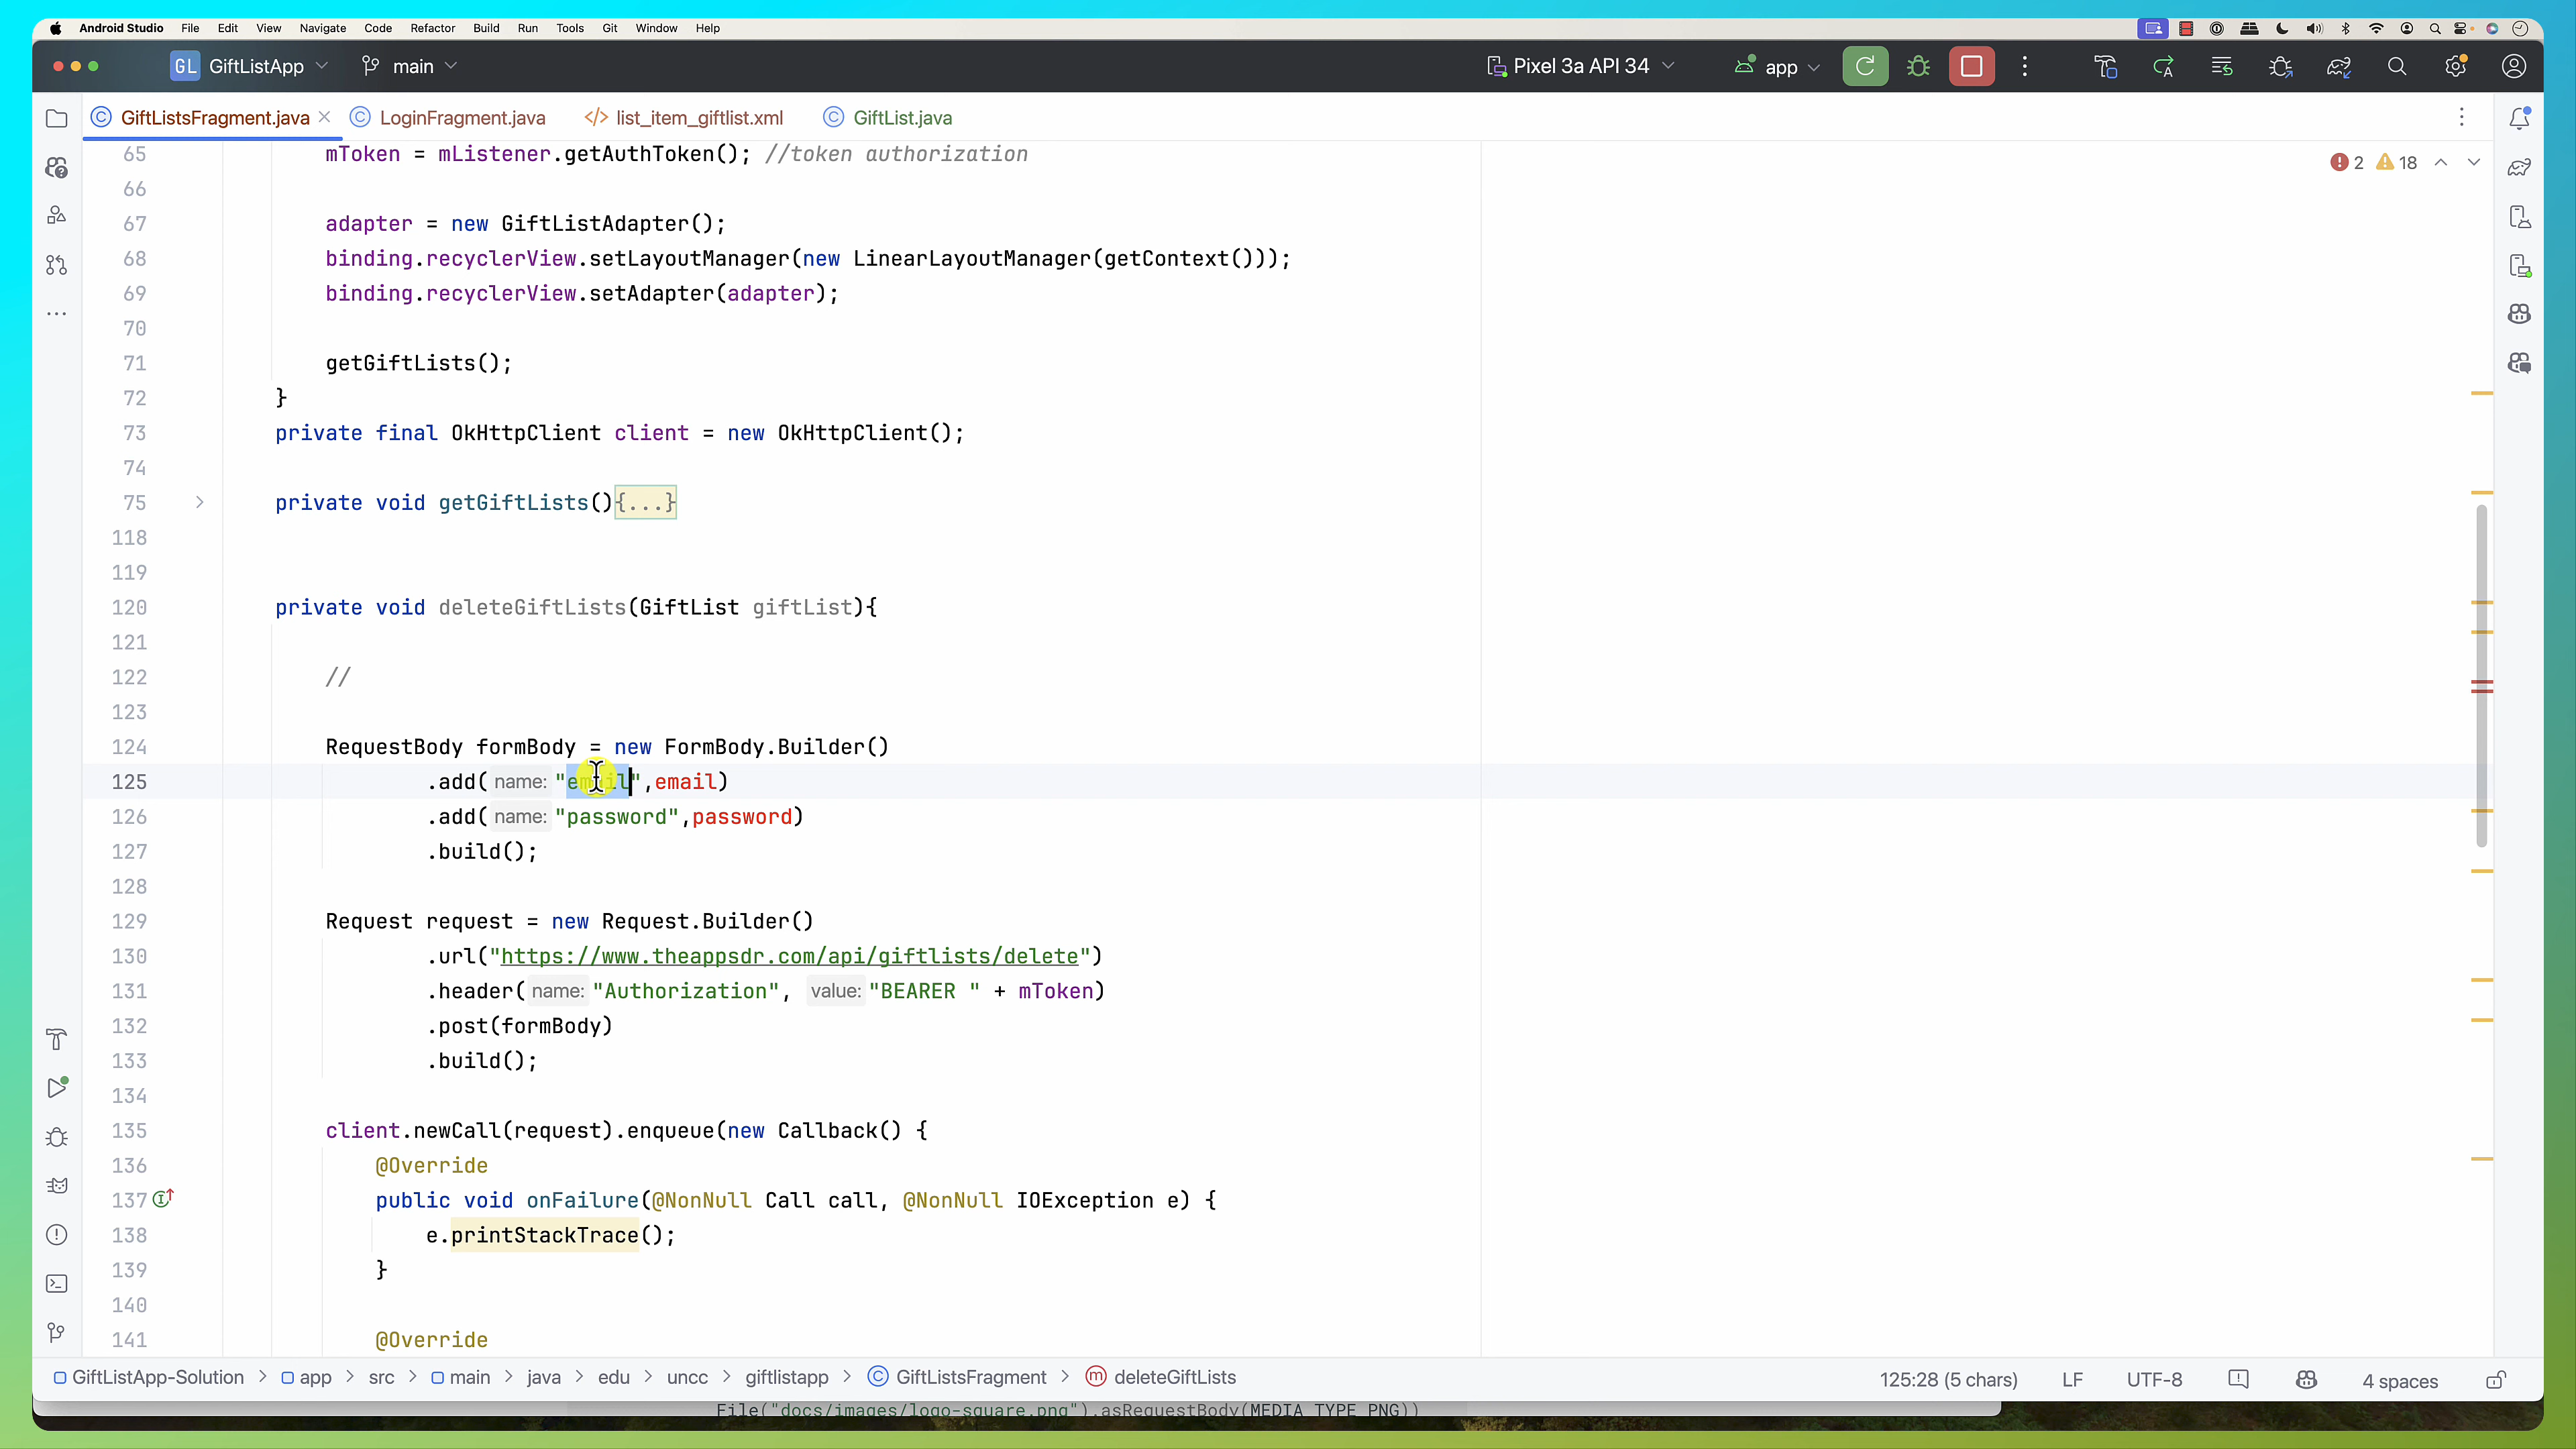 Android Studio File Edit View Navigate Code Refactor Build Run Tools Git Window Help
GL GiftListApp main Pixel 3a API 34 app
GiftListsFragment.java LoginFragment.java list_item_giftlist.xml GiftList.java
2 18
65 mToken = mListener.getAuthToken(); //token authorization
66
67 adapter = new GiftListAdapter();
68 binding.recyclerView.setLayoutManager(new LinearLayoutManager(getContext()));
69 binding.recyclerView.setAdapter(adapter);
70
71 getGiftLists();
72 }
73 private final OkHttpClient client = new OkHttpClient();
74
75 private void getGiftLists(){...}
118
119
120 private void deleteGiftLists(GiftList giftList){
121
122 //
123
124 RequestBody formBody = new FormBody.Builder()
125 .add( name: "email",email)
126 .add( name: "password",password)
127 .build();
128
129 Request request = new Request.Builder()
130 .url("https://www.theappsdr.com/api/giftlists/delete")
131 .header( name: "Authorization", value: "BEARER " + mToken)
132 .post(formBody)
133 .build();
134
135 client.newCall(request).enqueue(new Callback() {
136 @Override
137 public void onFailure(@NonNull Call call, @NonNull IOException e) {
138 e.printStackTrace();
139 }
140
141 @Override
GiftListApp-Solution > app > src > main > java > edu > uncc > giftlistapp > GiftListsFragment > deleteGiftLists 125:28 (5 chars) LF UTF-8 4 spaces
File("docs/images/logo-square.png").asRequestBody(MEDIA_TYPE_PNG))